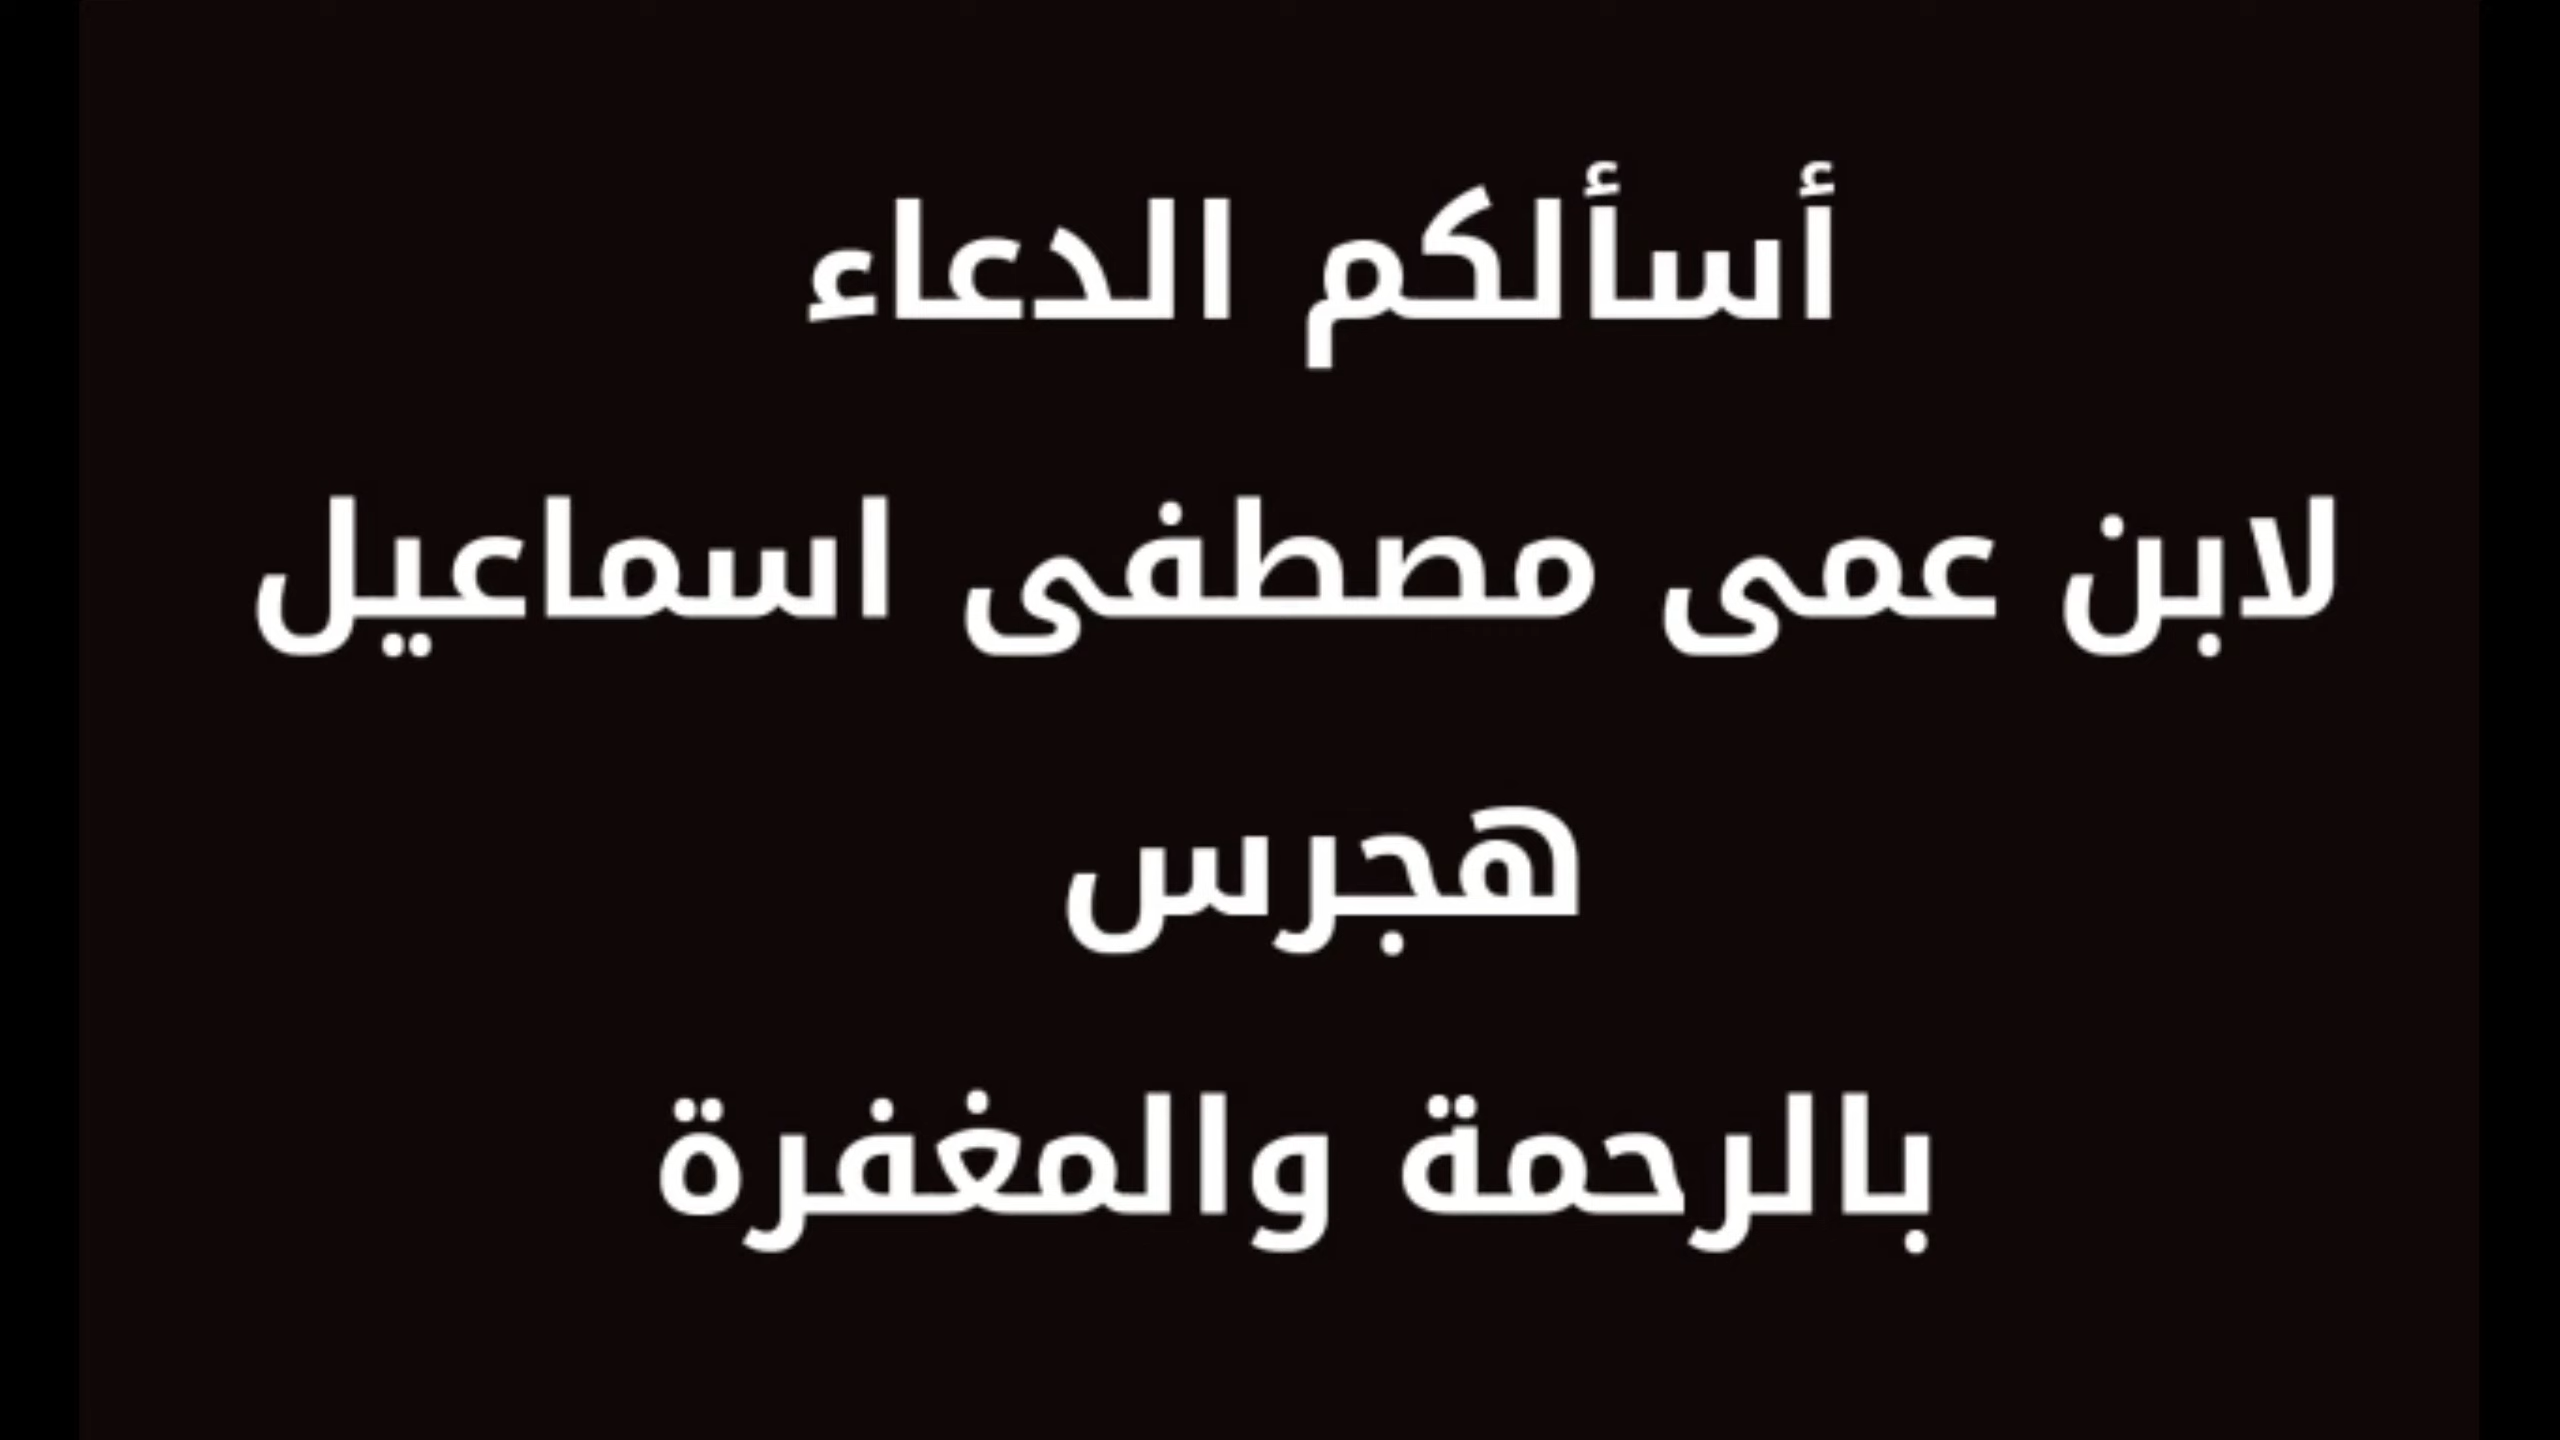 أسألكم الدعاء
لابن عمى مصطفى اسماعيل
هجرس
بالرحمة والمغفرة